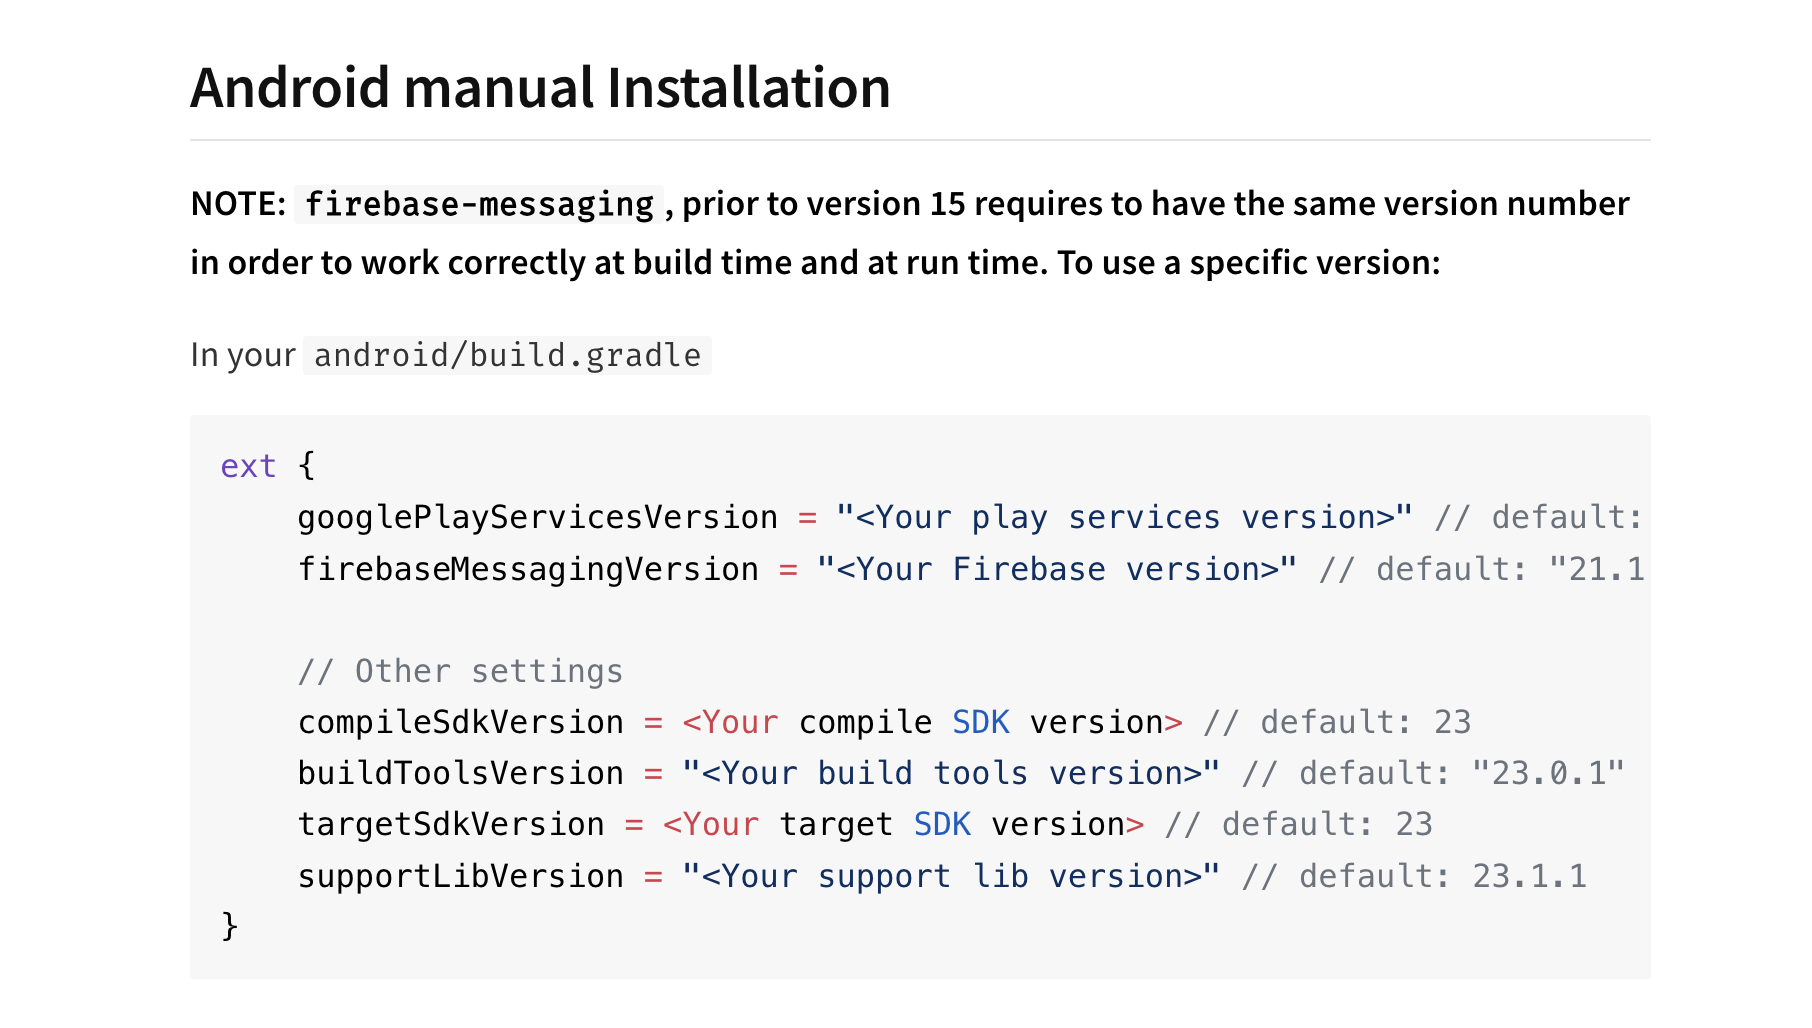 Android manual Installation
NOTE: firebase-messaging, prior to version 15 requires to have the same version number
in order to work correctly at build time and at run time. To use a specific version:
In your android/build.gradle
ext {
    googlePlayServicesVersion = "<Your play services version>" // default:
    firebaseMessagingVersion = "<Your Firebase version>" // default: "21.1
    // Other settings
    compileSdkVersion = <Your compile SDK version> // default: 23
    buildToolsVersion = "<Your build tools version>" // default: "23.0.1"
    targetSdkVersion = <Your target SDK version> // default: 23
    supportLibVersion = "<Your support lib version>" // default: 23.1.1
}